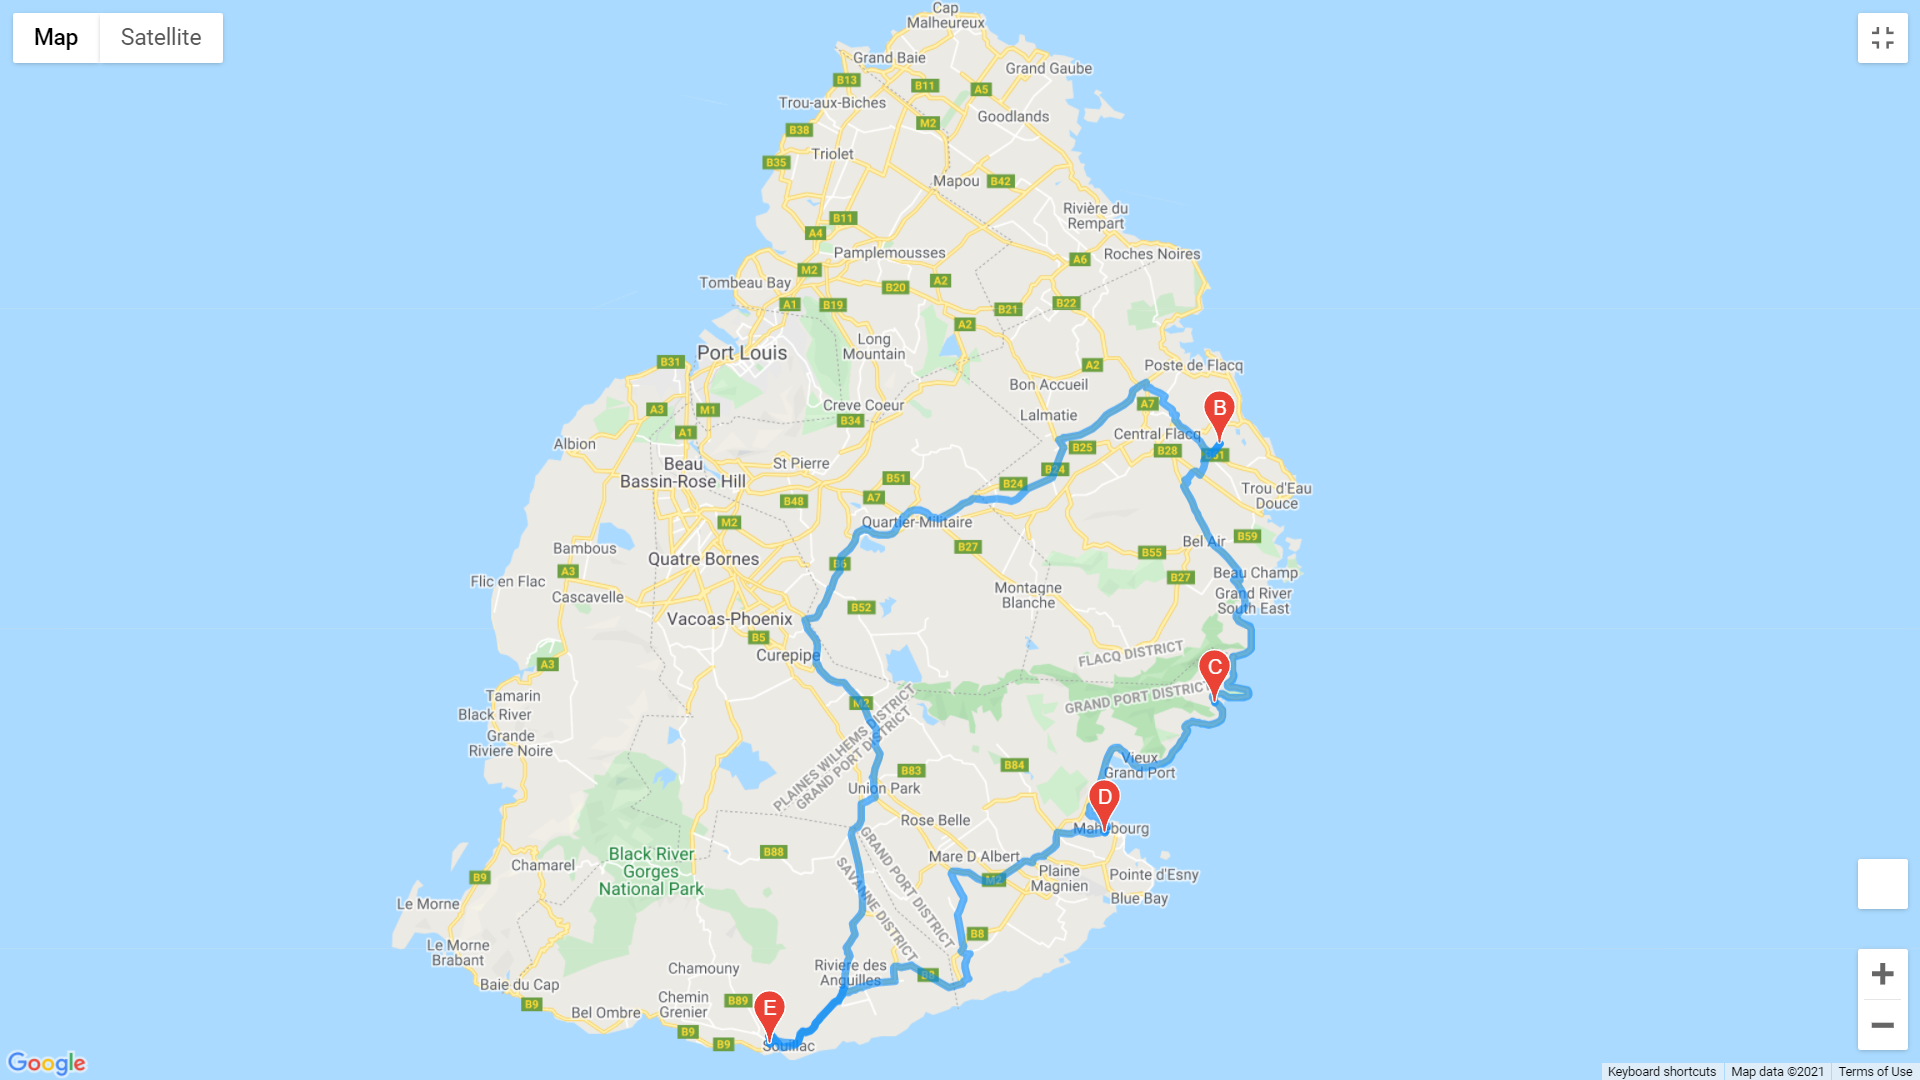 Map
Satellite
Cap
Malheureux
Grand Baie
Grand Gaube
B13
B11
A5
Trou-aux-Biches
Goodlands
M2
B38
Triolet
B35
Mapou
B42
Rivière du
Rempart
B11
A4
Pamplemousses
A6
Roches Noires
M2
Tombeau Bay
B20
A2
A1
B19
B21
B22
A2
Long
Mountain
Port Louis
B31
A2
Poste de Flacq
Bon Accueil
A3
M1
Creve Coeur
A7
B
Lalmatie
B34
A1
Central Flacq
Albion
B25
B28
B61
Beau
Bassin-Rose Hill
St Pierre
B24
B51
B24
Trou d'Eau
Douce
B48
A7
M2
Quartier-Militaire
B59
Bel Air
B27
Bambous
B55
Quatre Bornes
B6
A3
Beau Champ
Flic en Flac
B27
Montagne
Blanche
Grand River
South East
Cascavelle
B52
Vacoas-Phoenix
B5
Curepipe
FLACQ DISTRICT
A3
C
GRAND PORT DISTRICT
Tamarin
M2
Black River
Grande
Riviere Noire
PLAINES WILHEMS DISTRICT
GRAND PORT DISTRICT
Vieux
Grand Port
B83
B84
Union Park
D
Rose Belle
Mahebourg
B88
Mare D Albert
Black River
Gorges
National Park
Chamarel
GRAND PORT DISTRICT
SAVANNE DISTRICT
B9
M2
Plaine
Magnien
Pointe d'Esny
Blue Bay
Le Morne
B8
Le Morne
Brabant
Chamouny
Riviere des
Anguilles
B8
Baie du Cap
B9
Chemin
Grenier
B89
E
Bel Ombre
B9
B9
Souillac
Google
Keyboard shortcuts
Map data ©2021
Terms of Use